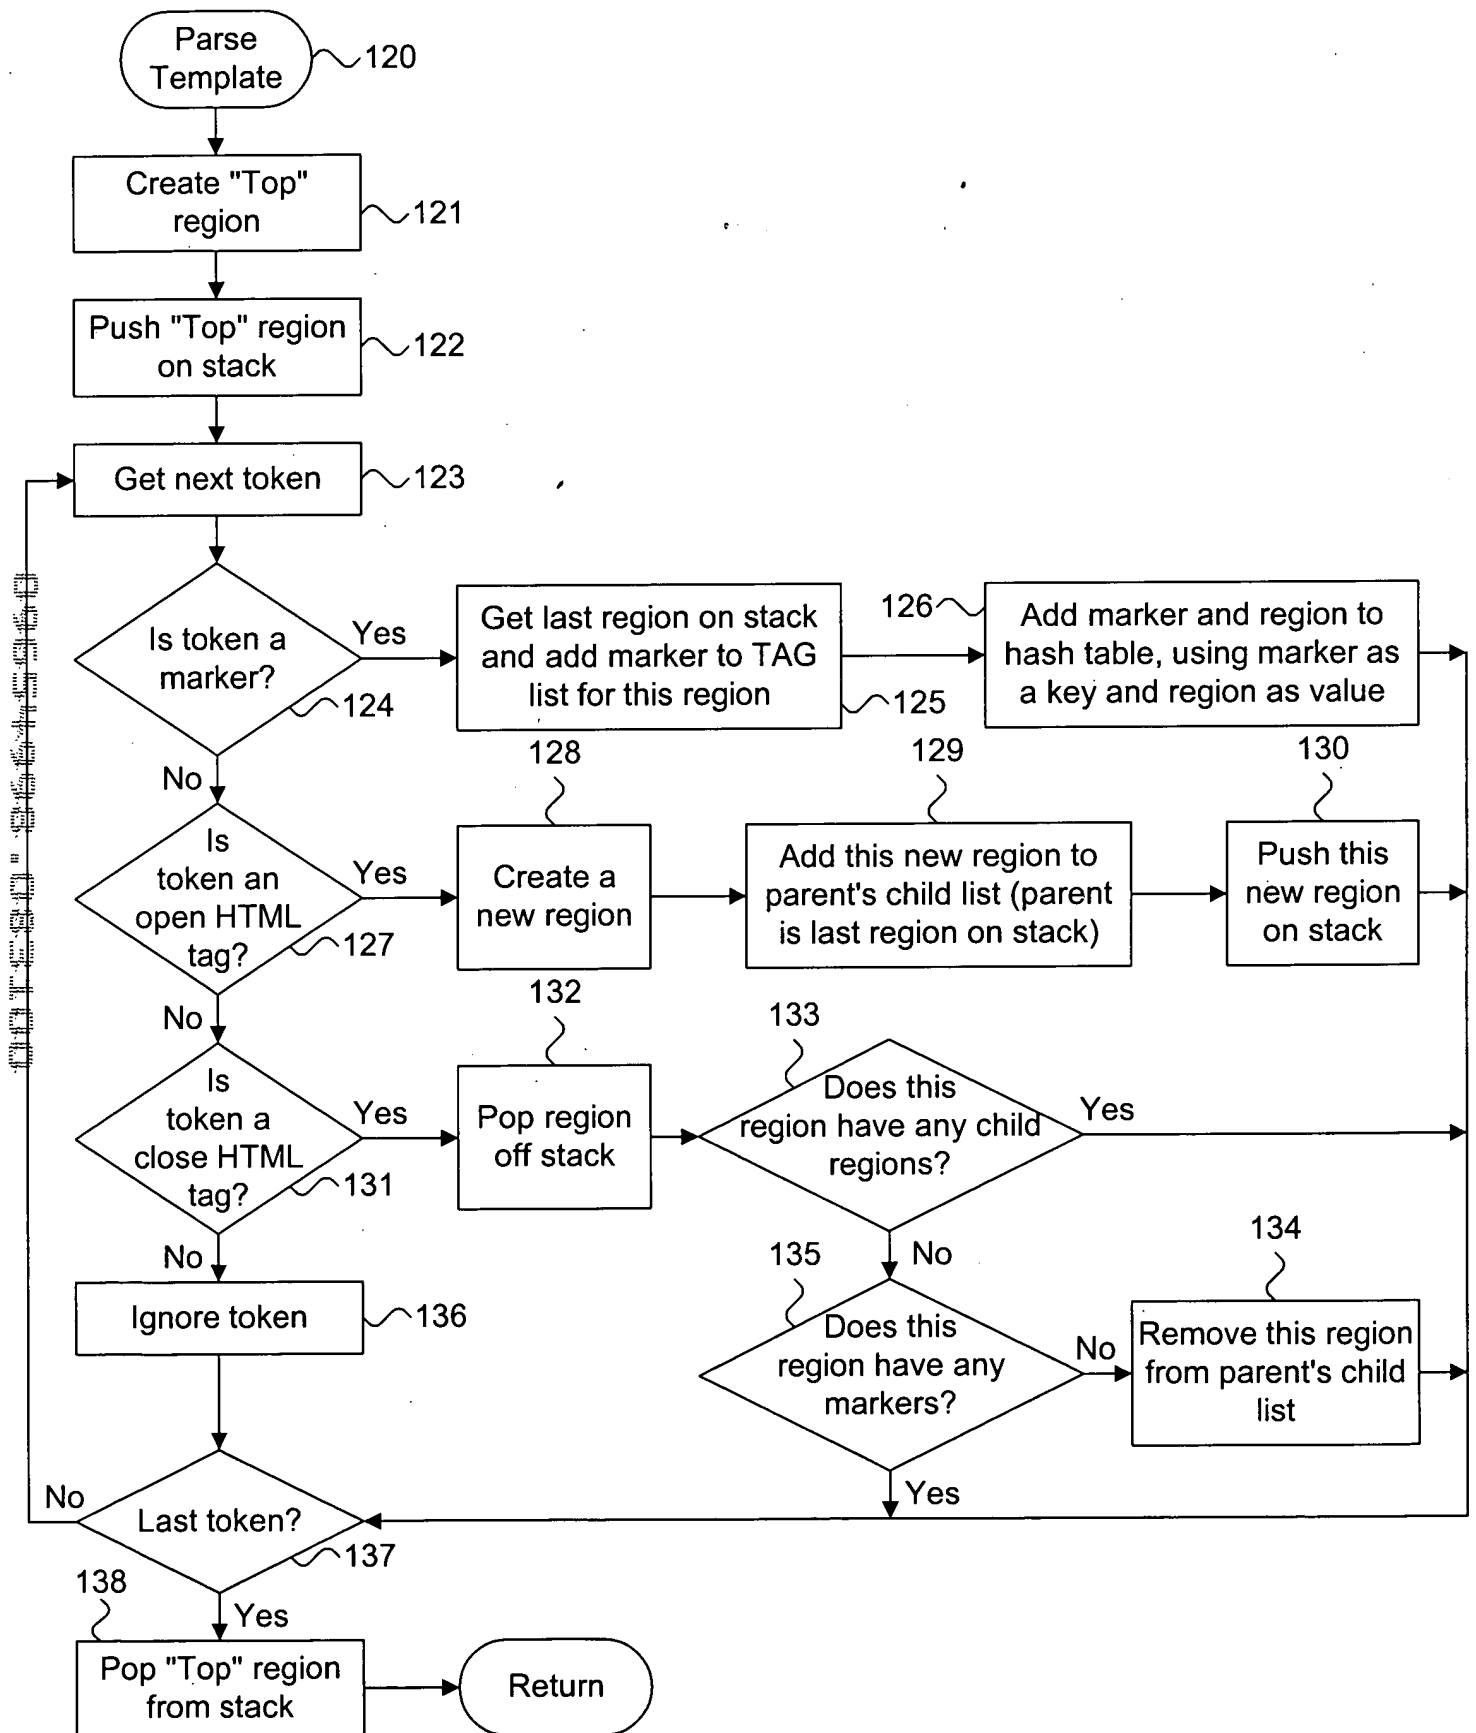 Parse
Template
120
Create "Top"
region
121
Push "Top" region
on stack
122
Get next token
123
Is token a
marker?
124
Yes
Get last region on stack
and add marker to TAG
list for this region
125
126
Add marker and region to
hash table, using marker as
a key and region as value
No
Is
token an
open HTML
tag?
127
Yes
128
Create a
new region
129
Add this new region to
parent's child list (parent
is last region on stack)
130
Push this
new region
on stack
No
Is
token a
close HTML
tag?
131
Yes
132
Pop region
off stack
133
Does this
region have any child
regions?
Yes
No
135
Does this
region have any
markers?
No
134
Remove this region
from parent's child
list
Yes
No
Ignore token
136
Last token?
137
No
Yes
138
Pop "Top" region
from stack
Return